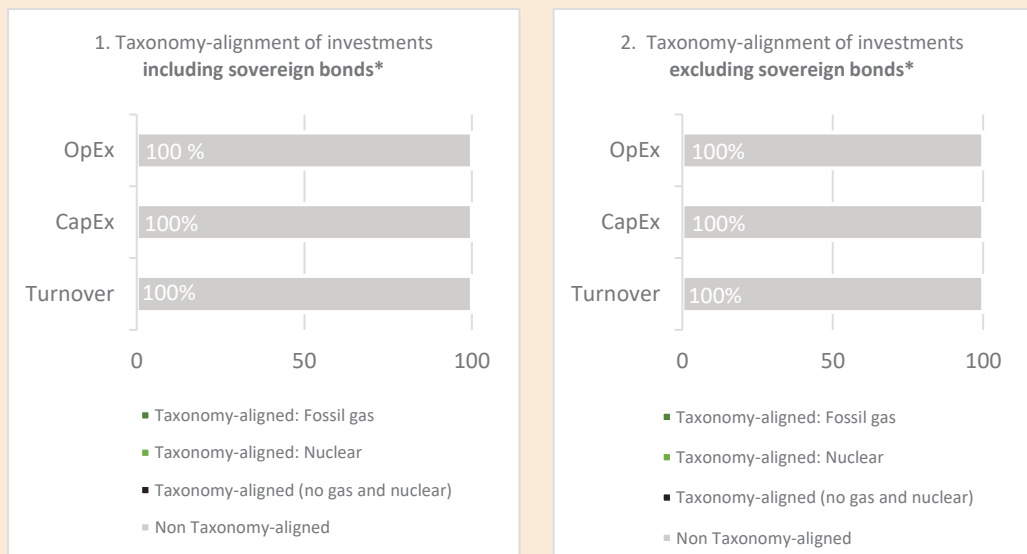 1. Taxonomy-alignment of investments
including sovereign bonds*
OpEx
100 %
CapEx
100%
Turnover
100%
0
50
100
Taxonomy-aligned: Fossil gas
Taxonomy-aligned: Nuclear
Taxonomy-aligned (no gas and nuclear)
Non Taxonomy-aligned
2. Taxonomy-alignment of investments
excluding sovereign bonds*
OpEx
100%
CapEx
100%
Turnover
100%
0
50
100
Taxonomy-aligned: Fossil gas
Taxonomy-aligned: Nuclear
Taxonomy-aligned (no gas and nuclear)
Non Taxonomy-aligned